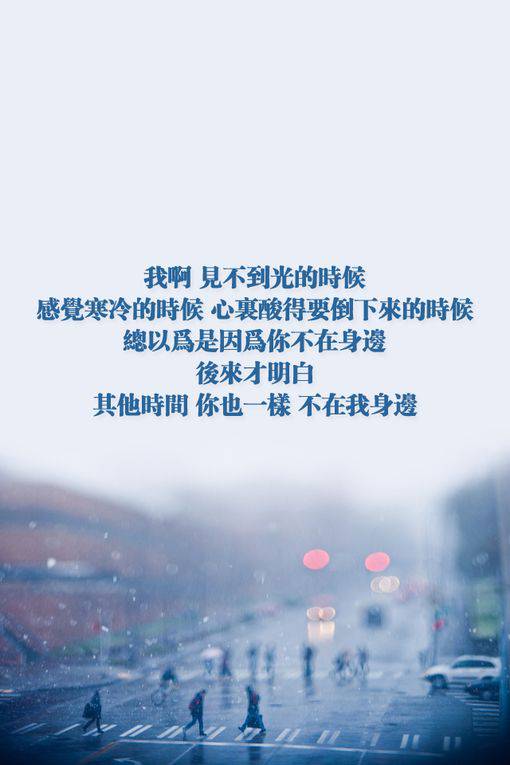 我啊 見不到光的時候
感覺寒冷的時候 心裏酸得要倒下來的時候
總以爲是因爲你不在身邊
後來才明白
其他時間 你也一樣 不在我身邊